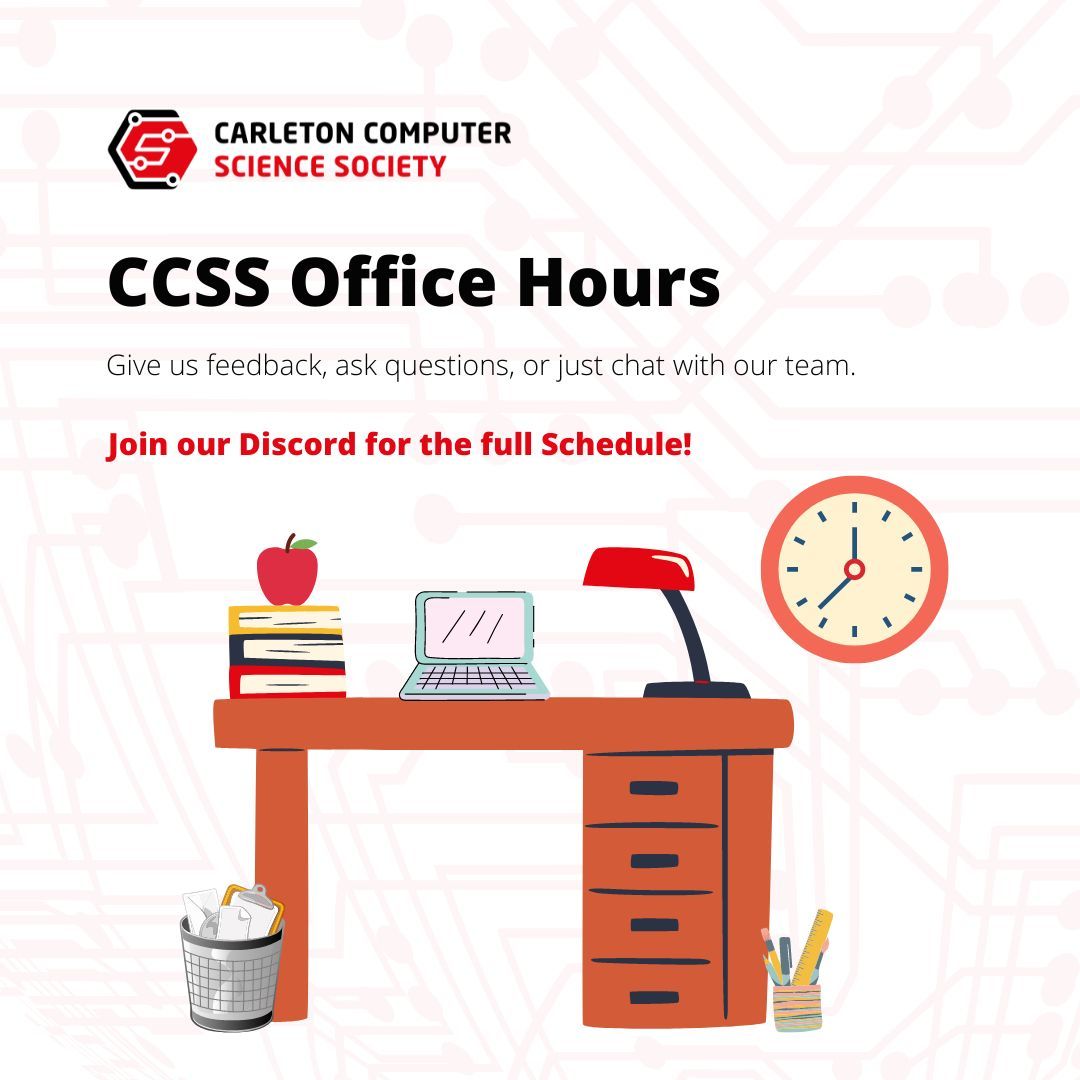 CARLETON COMPUTER
SCIENCE SOCIETY
CCSS Office Hours
Give us feedback, ask questions, or just chat with our team.
Join our Discord for the full Schedule!